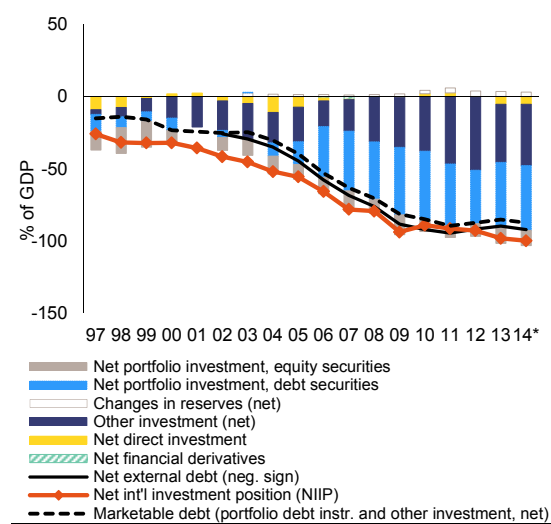 50
0
-50
-100
-150
% of GDP
97 98 99 00 01 02 03 04 05 06 07 08 09 10 11 12 13 14*
Net portfolio investment, equity securities
Net portfolio investment, debt securities
Changes in reserves (net)
Other investment (net)
Net direct investment
Net financial derivatives
Net external debt (neg. sign)
Net int'l investment position (NIIP)
Marketable debt (portfolio debt instr. and other investment, net)